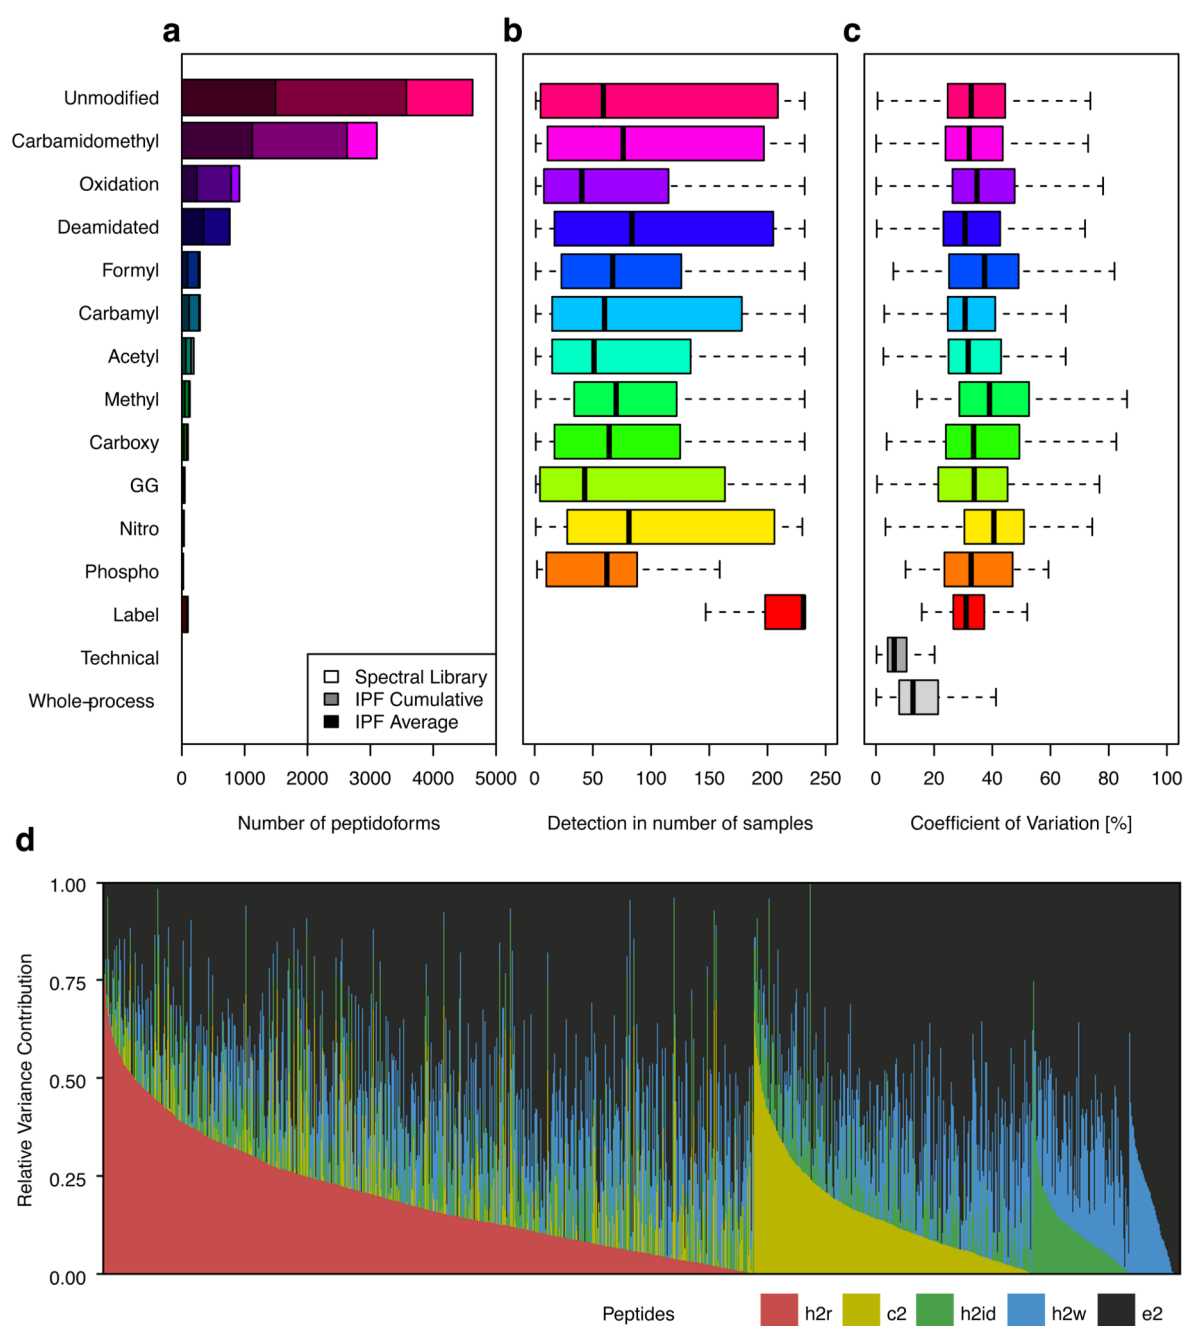 a b c
Unmodified
Carbamidomethyl
Oxidation
Deamidated
Formyl
Carbamyl
Acetyl
Methyl
Carboxy
GG
Nitro
Phospho
Label
Technical
Whole-process
Spectral Library
IPF Cumulative
IPF Average
0 1000 2000 3000 4000 5000
0 50 100 150 200 250
0 20 40 60 80 100
Number of peptidoforms
Detection in number of samples
Coefficient of Variation [%]
d
1.00
0.75
0.50
0.25
0.00
Relative Variance Contribution
Peptides
h2r c2 h2id h2w e2